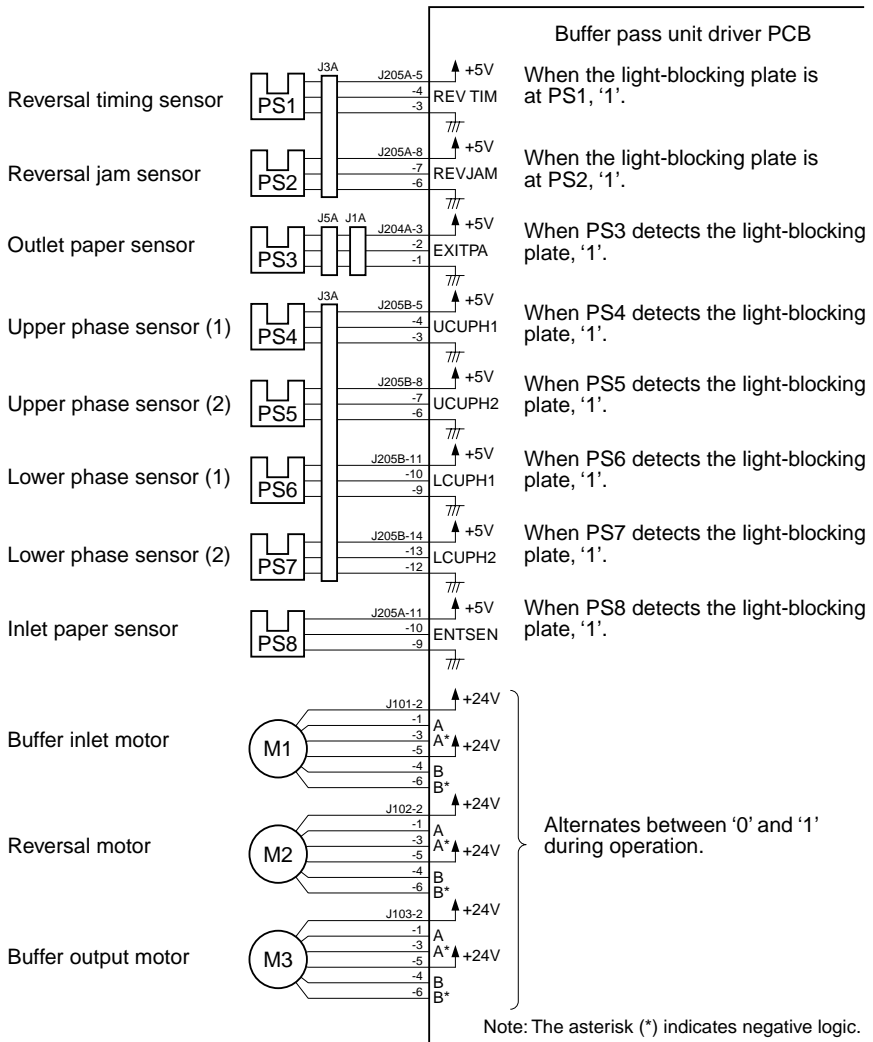 Buffer pass unit driver PCB
J3A
J205A-5
+5V
When the light-blocking plate is
Reversal timing sensor
PS1
-4
REV TIM
at PS1, ‘1’.
-3
J205A-8
+5V
When the light-blocking plate is
Reversal jam sensor
PS2
-7
REVJAM
at PS2, ‘1’.
-6
J5A
J1A
J204A-3
+5V
When PS3 detects the light-blocking
Outlet paper sensor
PS3
-2
EXITPA
plate, ‘1’.
-1
J3A
J205B-5
+5V
When PS4 detects the light-blocking
Upper phase sensor (1)
PS4
-4
UCUPH1
plate, ‘1’.
-3
J205B-8
+5V
When PS5 detects the light-blocking
Upper phase sensor (2)
PS5
-7
UCUPH2
plate, ‘1’.
-6
J205B-11
+5V
When PS6 detects the light-blocking
Lower phase sensor (1)
PS6
-10
LCUPH1
plate, ‘1’.
-9
J205B-14
+5V
When PS7 detects the light-blocking
Lower phase sensor (2)
PS7
-13
LCUPH2
plate, ‘1’.
-12
J205A-11
+5V
When PS8 detects the light-blocking
Inlet paper sensor
PS8
-10
ENTSEN
plate, ‘1’.
-9
J101-2
+24V
Buffer inlet motor
M1
-1
A
-3
A*
-5
+24V
-4
B
-6
B*
J102-2
+24V
Reversal motor
M2
-1
A
-3
A*
-5
+24V
-4
B
-6
B*
Alternates between ‘0’ and ‘1’
during operation.
J103-2
+24V
Buffer output motor
M3
-1
A
-3
A*
-5
+24V
-4
B
-6
B*
Note: The asterisk (*) indicates negative logic.